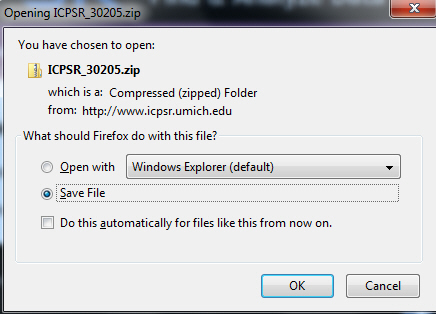 Opening ICPSR_30205.zip
You have chosen to open:
ICPSR_30205.zip
which is a: Compressed (zipped) Folder
from: http://www.icpsr.umich.edu
What should Firefox do with this file?
Open with Windows Explorer (default)
Save File
Do this automatically for files like this from now on.
OK Cancel